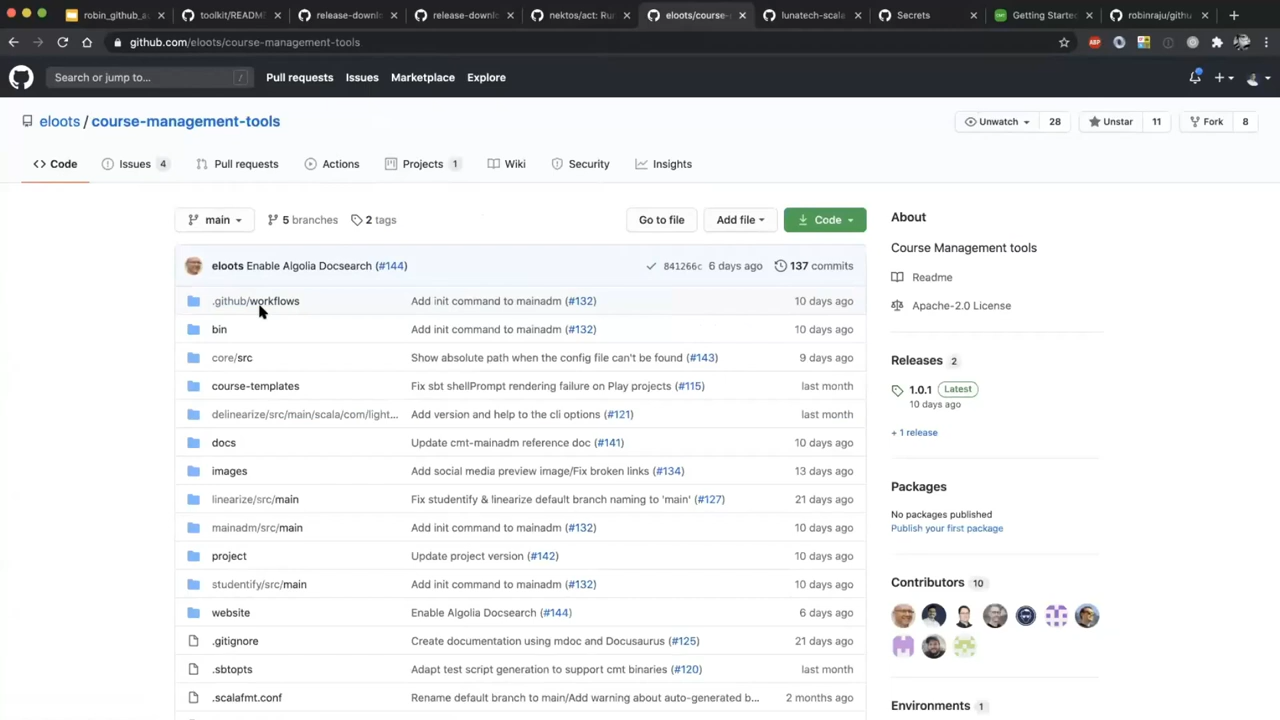 robin_github_a
toolkit/README
release-downl
release-downl
nektos/act: Ru
eloots/course-
lunatech-scala
Secrets
Getting Starte
robinraju/githu
github.com/eloots/course-management-tools
ABP
Search or jump to...
/
Pull requests
Issues
Marketplace
Explore
eloots / course-management-tools
Unwatch 28
Unstar 11
Fork 8
<> Code
Issues 4
Pull requests
Actions
Projects 1
Wiki
Security
Insights
main
5 branches
2 tags
Go to file
Add file
Code
eloots Enable Algolia Docsearch (#144)
841266c 6 days ago
137 commits
.github/workflows Add init command to mainadm (#132) 10 days ago
bin Add init command to mainadm (#132) 10 days ago
core/src Show absolute path when the config file can't be found (#143) 9 days ago
course-templates Fix sbt shellPrompt rendering failure on Play projects (#115) last month
delinearize/src/main/scala/com/light... Add version and help to the cli options (#121) last month
docs Update cmt-mainadm reference doc (#141) 10 days ago
images Add social media preview image/Fix broken links (#134) 13 days ago
linearize/src/main Fix studentify & linearize default branch naming to 'main' (#127) 21 days ago
mainadm/src/main Add init command to mainadm (#132) 10 days ago
project Update project version (#142) 10 days ago
studentify/src/main Add init command to mainadm (#132) 10 days ago
website Enable Algolia Docsearch (#144) 6 days ago
.gitignore Create documentation using mdoc and Docusaurus (#125) 21 days ago
.sbtopts Adapt test script generation to support cmt binaries (#120) last month
.scalafmt.conf Rename default branch to main/Add warning about auto-generated b... 2 months ago
About
Course Management tools
Readme
Apache-2.0 License
Releases 2
1.0.1 Latest
10 days ago
+ 1 release
Packages
No packages published
Publish your first package
Contributors 10
Environments 1